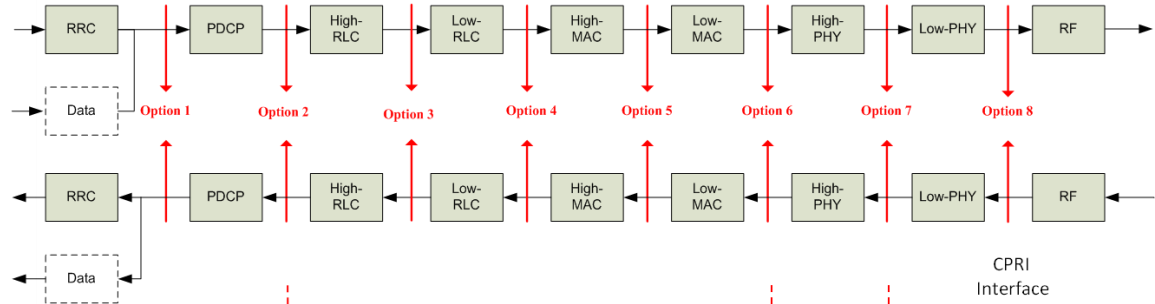 RRC
PDCP
High-
RLC
Low-
RLC
High-
MAC
Low-
MAC
High-
PHY
Low-PHY
RF
Data
Option 1
Option 2
Option 3
Option 4
Option 5
Option 6
Option 7
Option 8
RRC
PDCP
High-
RLC
Low-
RLC
High-
MAC
Low-
MAC
High-
PHY
Low-PHY
RF
Data
CPRI
Interface